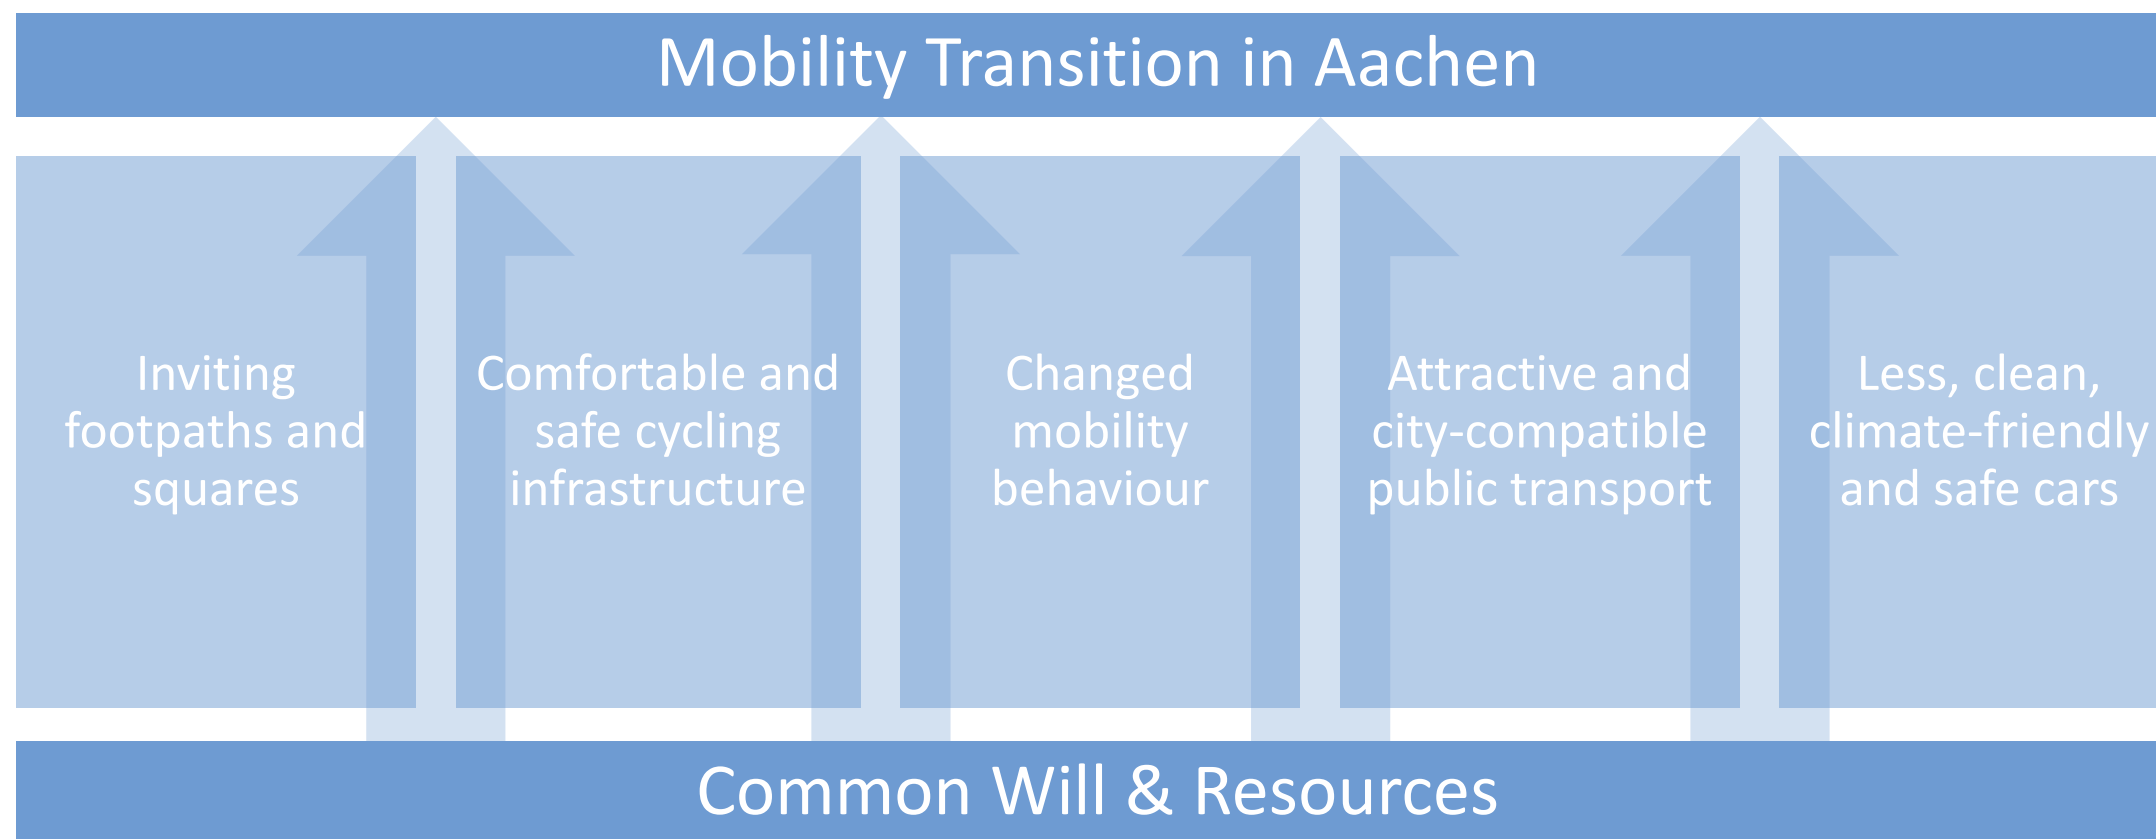 Mobility Transition in Aachen
Inviting
footpaths and
squares
Comfortable and
safe cycling
infrastructure
Changed
mobility
behaviour
Attractive and
city-compatible
public transport
Less, clean,
climate-friendly
and safe cars
Common Will & Resources